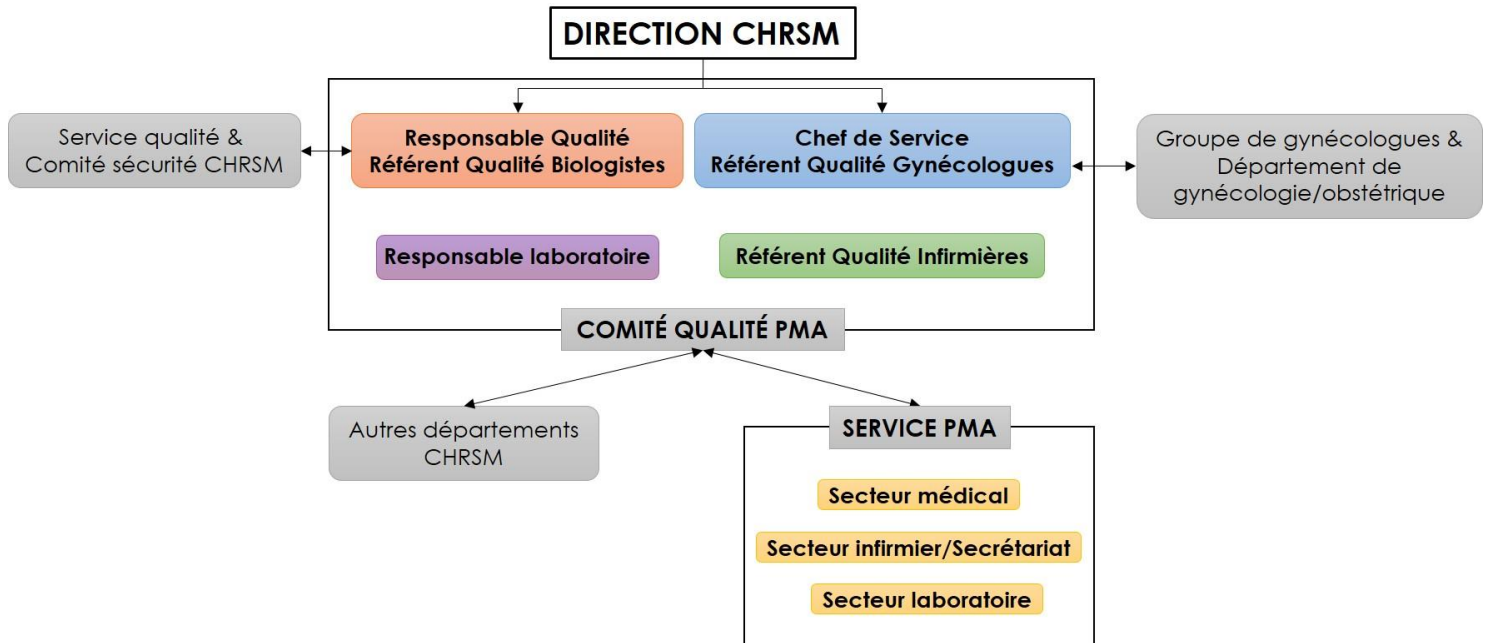 DIRECTION CHRSM
Service qualité &
Comité sécurité CHRSM
Responsable Qualité
Référent Qualité Biologistes
Chef de Service
Référent Qualité Gynécologues
Groupe de gynécologues &
Département de
gynécologie/obstétrique
Responsable laboratoire
Référent Qualité Infirmières
COMITÉ QUALITÉ PMA
Autres départements
CHRSM
SERVICE PMA
Secteur médical
Secteur infirmier/Secrétariat
Secteur laboratoire